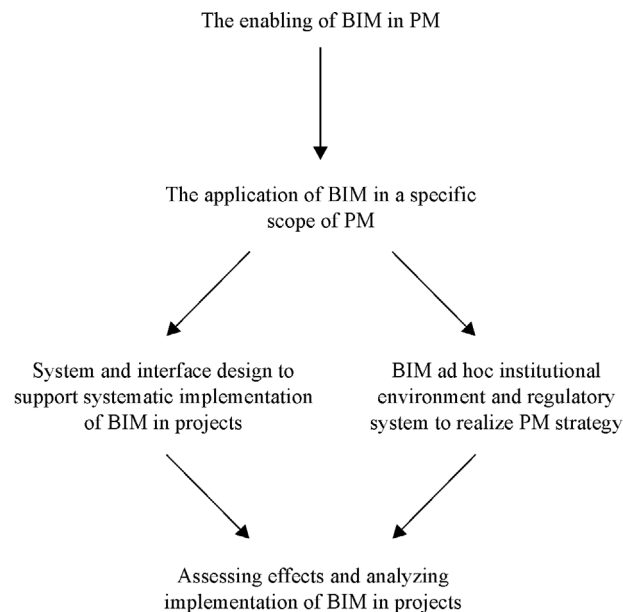 The enabling of BIM in PM
The application of BIM in a specific
scope of PM
System and interface design to
support systematic implementation
of BIM in projects
BIM ad hoc institutional
environment and regulatory
system to realize PM strategy
Assessing effects and analyzing
implementation of BIM in projects